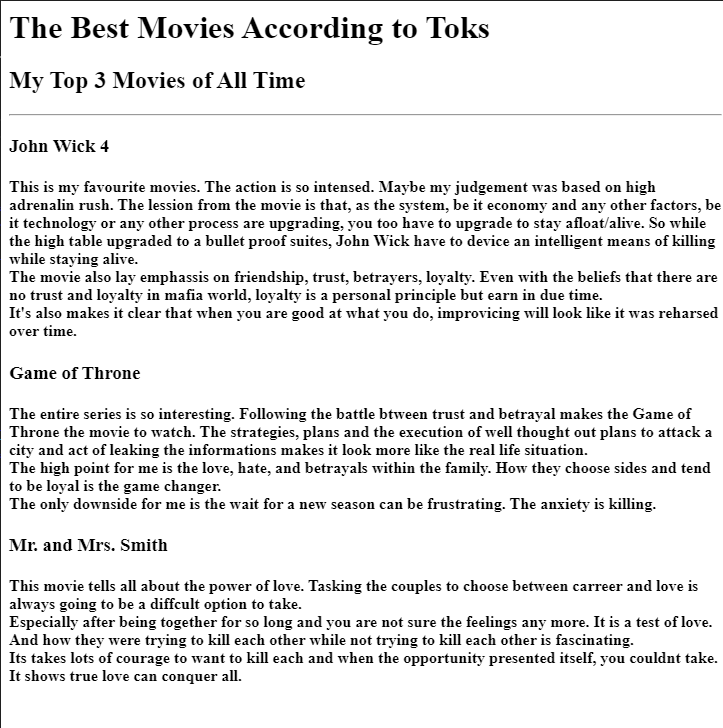 The Best Movies According to Toks
My Top 3 Movies of All Time
John Wick 4
This is my favourite movies. The action is so intensed. Maybe my judgement was based on high
adrenalin rush. The lession from the movie is that, as the system, be it economy and any other factors, be
it technology or any other process are upgrading, you too have to upgrade to stay afloat/alive. So while
the high table upgraded to a bullet proof suites, John Wick have to device an intelligent means of killing
while staying alive.
The movie also lay emphassis on friendship, trust, betrayers, loyalty. Even with the beliefs that there are
no trust and loyalty in mafia world, loyalty is a personal principle but earn in due time.
It's also makes it clear that when you are good at what you do, improvicing will look like it was reharsed
over time.
Game of Throne
The entire series is so interesting. Following the battle btween trust and betrayal makes the Game of
Throne the movie to watch. The strategies, plans and the execution of well thought out plans to attack a
city and act of leaking the informations makes it look more like the real life situation.
The high point for me is the love, hate, and betrayals within the family. How they choose sides and tend
to be loyal is the game changer.
The only downside for me is the wait for a new season can be frustrating. The anxiety is killing.
Mr. and Mrs. Smith
This movie tells all about the power of love. Tasking the couples to choose between carreer and love is
always going to be a diffcult option to take.
Especially after being together for so long and you are not sure the feelings any more. It is a test of love.
And how they were trying to kill each other while not trying to kill each other is fascinating.
Its takes lots of courage to want to kill each and when the opportunity presented itself, you couldnt take.
It shows true love can conquer all.